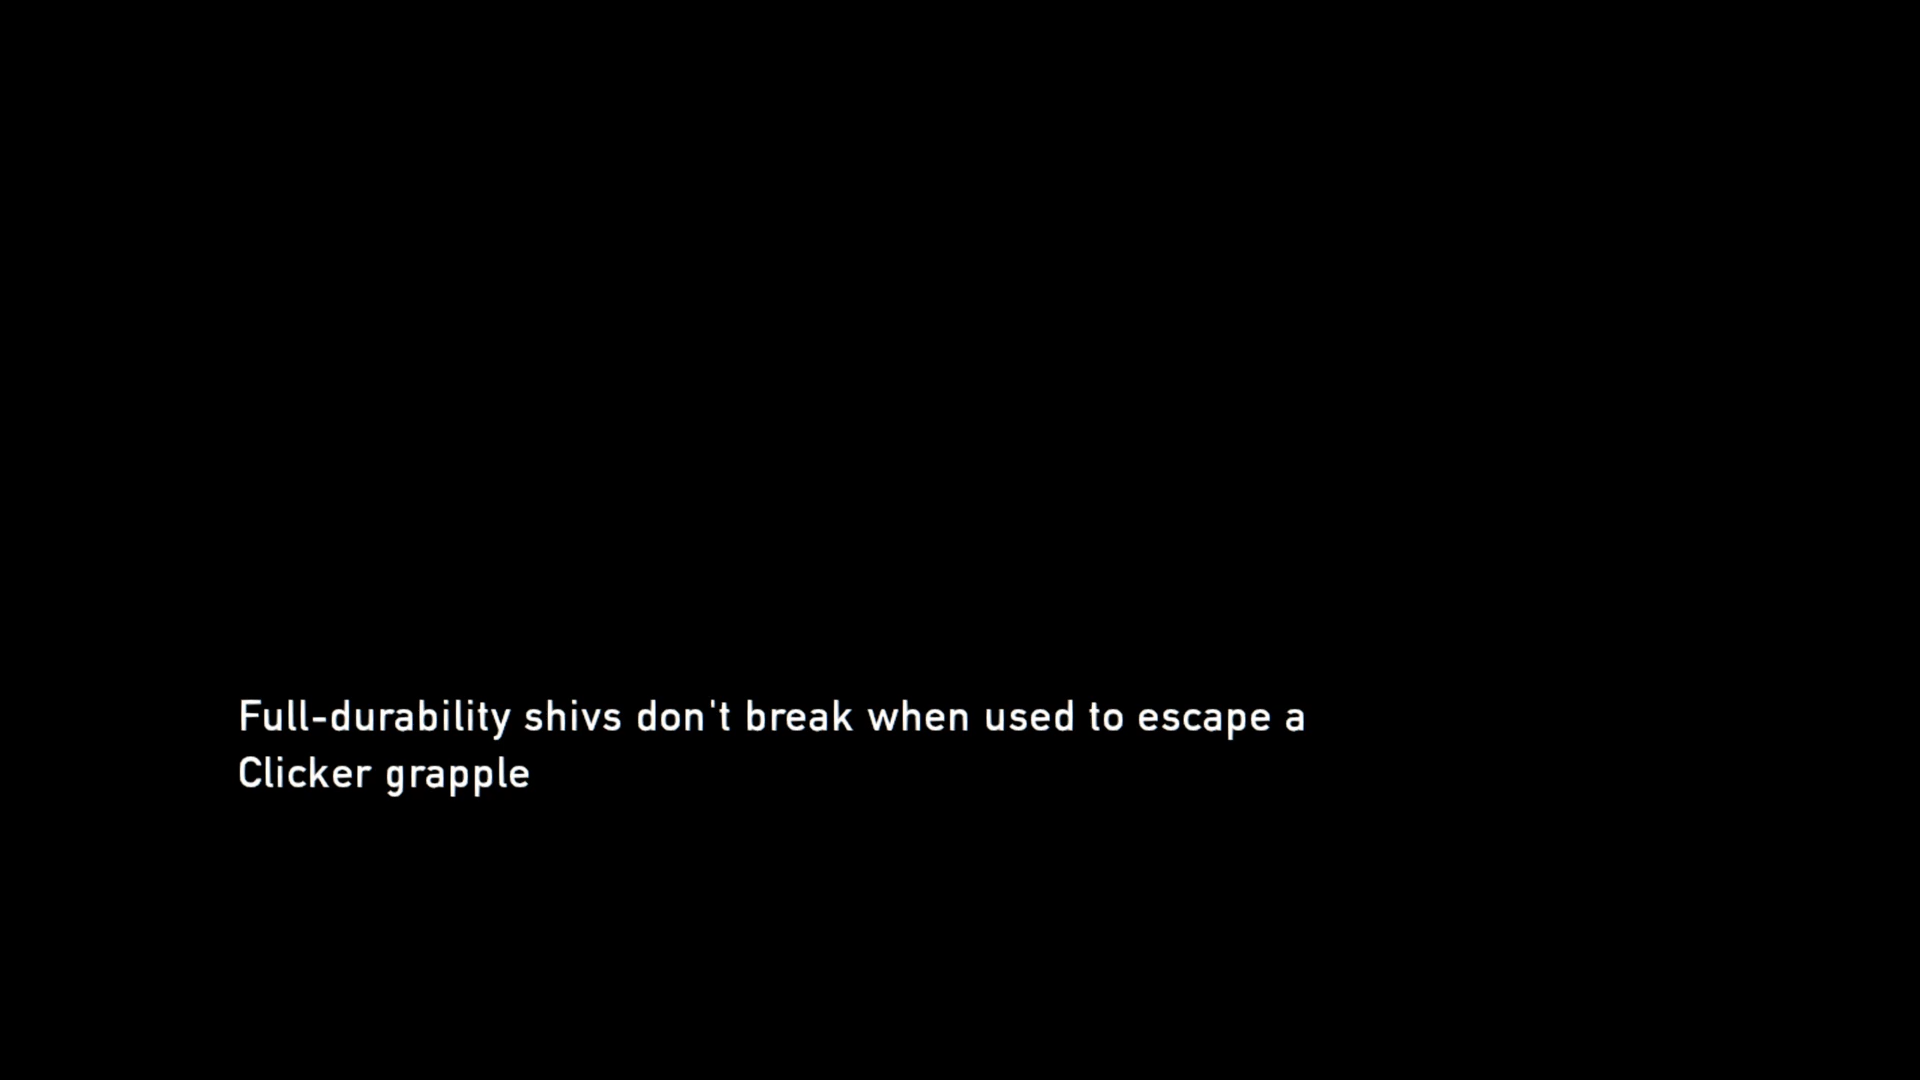 Full-durability shivs don't break when used to escape a
Clicker grapple